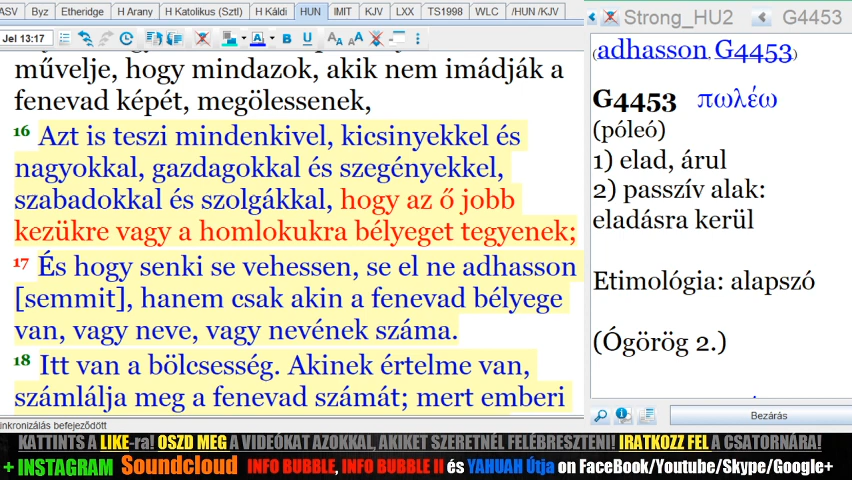 ASV Byz Etheridge H Arany H Katolikus (Sztl) H Káldi HUN IMIT KJV LXX TS1998 WLC /HUN /KJV
Jel 13:17
művelje, hogy mindazok, akik nem imádják a
fenevad képét, megölessenek,
16 Azt is teszi mindenkivel, kicsinyekkel és
nagyokkal, gazdagokkal és szegényekkel,
szabadokkal és szolgákkal, hogy az ő jobb
kezükre vagy a homlokukra bélyeget tegyenek;
17 És hogy senki se vehessen, se el ne adhasson
[semmit], hanem csak akin a fenevad bélyege
van, vagy neve, vagy nevének száma.
18 Itt van a bölcsesség. Akinek értelme van,
számlálja meg a fenevad számát; mert emberi
inkronizálás befejeződött
Strong_HU2 G4453
(adhasson, G4453)
G4453 πωλέω
(póleó)
1) elad, árul
2) passzív alak:
eladásra kerül
Etimológia: alapszó
(Ógörög 2.)
Bezárás
KATTINTS A LIKE-ra! OSZD MEG A VIDEÓKAT AZOKKAL, AKIKET SZERETNÉL FELÉBRESZTENI! IRATKOZZ FEL A CSATORNÁRA!
+ INSTAGRAM Soundcloud INFO BUBBLE, INFO BUBBLE II és YAHUAH Útja on FaceBook/Youtube/Skype/Google+